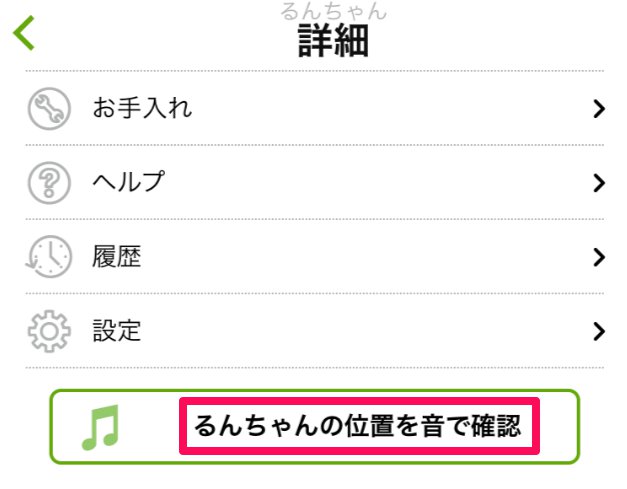 るんちゃん
詳細
お手入れ
ヘルプ
履歴
設定
るんちゃんの位置を音で確認